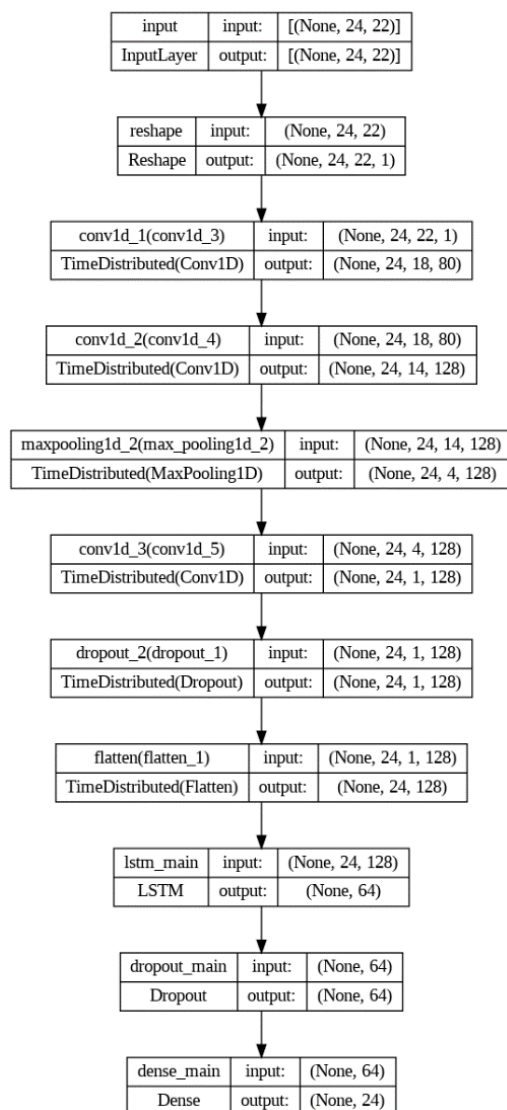 input input: [(None, 24, 22)]
InputLayer output: [(None, 24, 22)]
reshape input: (None, 24, 22)
Reshape output: (None, 24, 22, 1)
conv1d_1(conv1d_3) input: (None, 24, 22, 1)
TimeDistributed(Conv1D) output: (None, 24, 18, 80)
conv1d_2(conv1d_4) input: (None, 24, 18, 80)
TimeDistributed(Conv1D) output: (None, 24, 14, 128)
maxpooling1d_2(max_pooling1d_2) input: (None, 24, 14, 128)
TimeDistributed(MaxPooling1D) output: (None, 24, 4, 128)
conv1d_3(conv1d_5) input: (None, 24, 4, 128)
TimeDistributed(Conv1D) output: (None, 24, 1, 128)
dropout_2(dropout_1) input: (None, 24, 1, 128)
TimeDistributed(Dropout) output: (None, 24, 1, 128)
flatten(flatten_1) input: (None, 24, 1, 128)
TimeDistributed(Flatten) output: (None, 24, 128)
lstm_main input: (None, 24, 128)
LSTM output: (None, 64)
dropout_main input: (None, 64)
Dropout output: (None, 64)
dense_main input: (None, 64)
Dense output: (None, 24)